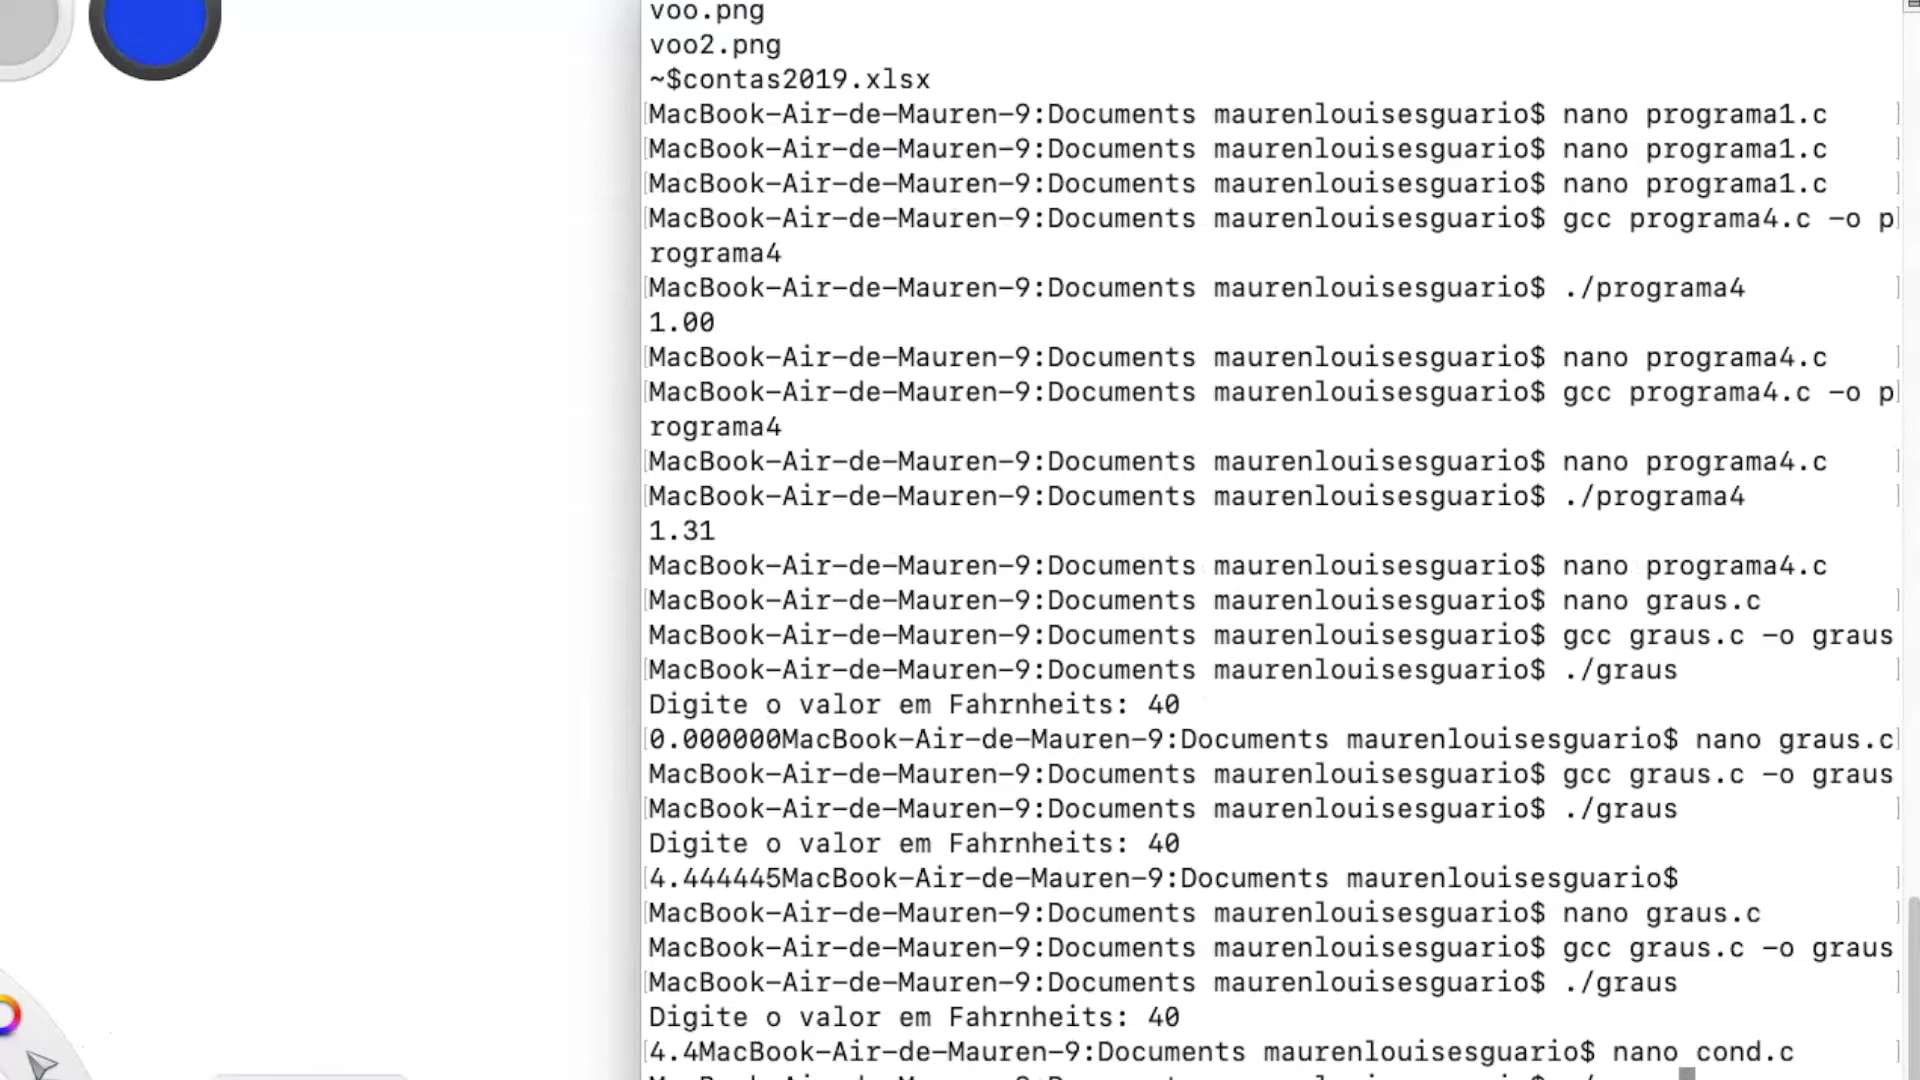 voo.png
voo2.png
~$contas2019.xlsx
MacBook-Air-de-Mauren-9:Documents maurenlouisesguario$ nano programa1.c
MacBook-Air-de-Mauren-9:Documents maurenlouisesguario$ nano programa1.c
MacBook-Air-de-Mauren-9:Documents maurenlouisesguario$ nano programa1.c
MacBook-Air-de-Mauren-9:Documents maurenlouisesguario$ gcc programa4.c -o p
rograma4
MacBook-Air-de-Mauren-9:Documents maurenlouisesguario$ ./programa4
1.00
MacBook-Air-de-Mauren-9:Documents maurenlouisesguario$ nano programa4.c
MacBook-Air-de-Mauren-9:Documents maurenlouisesguario$ gcc programa4.c -o p
rograma4
MacBook-Air-de-Mauren-9:Documents maurenlouisesguario$ nano programa4.c
MacBook-Air-de-Mauren-9:Documents maurenlouisesguario$ ./programa4
1.31
MacBook-Air-de-Mauren-9:Documents maurenlouisesguario$ nano programa4.c
MacBook-Air-de-Mauren-9:Documents maurenlouisesguario$ nano graus.c
MacBook-Air-de-Mauren-9:Documents maurenlouisesguario$ gcc graus.c -o graus
MacBook-Air-de-Mauren-9:Documents maurenlouisesguario$ ./graus
Digite o valor em Fahrnheits: 40
0.000000MacBook-Air-de-Mauren-9:Documents maurenlouisesguario$ nano graus.c
MacBook-Air-de-Mauren-9:Documents maurenlouisesguario$ gcc graus.c -o graus
MacBook-Air-de-Mauren-9:Documents maurenlouisesguario$ ./graus
Digite o valor em Fahrnheits: 40
4.444445MacBook-Air-de-Mauren-9:Documents maurenlouisesguario$
MacBook-Air-de-Mauren-9:Documents maurenlouisesguario$ nano graus.c
MacBook-Air-de-Mauren-9:Documents maurenlouisesguario$ gcc graus.c -o graus
MacBook-Air-de-Mauren-9:Documents maurenlouisesguario$ ./graus
Digite o valor em Fahrnheits: 40
4.4MacBook-Air-de-Mauren-9:Documents maurenlouisesguario$ nano cond.c